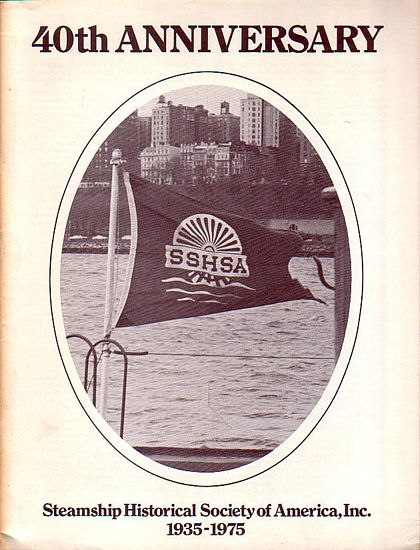 40th ANNIVERSARY
SSHSA
Steamship Historical Society of America, Inc.
1935-1975